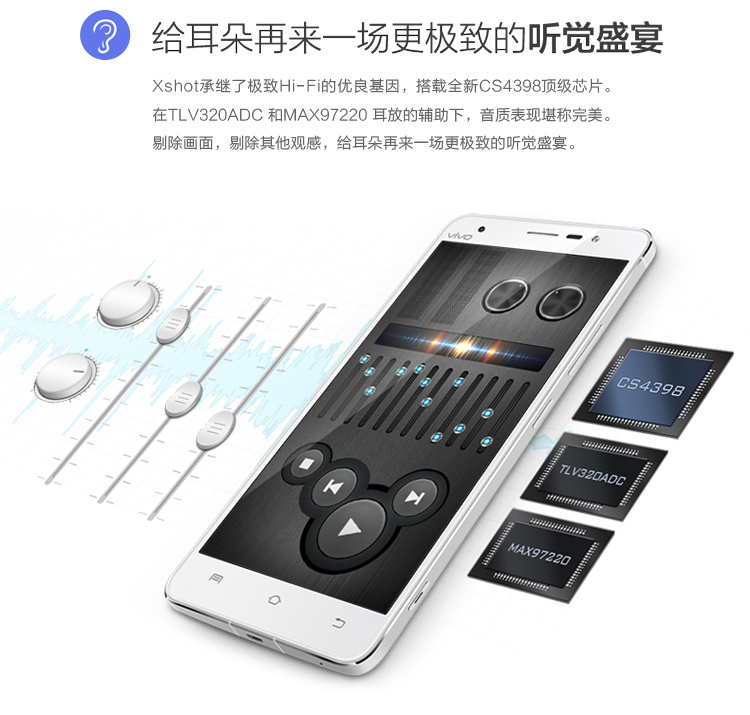 给耳朵再来一场更极致的听觉盛宴
Xshot承继了极致Hi-Fi的优良基因，搭载全新CS4398顶级芯片。
在TLV320ADC 和MAX97220 耳放的辅助下，音质表现堪称完美。
剔除画面，剔除其他观感，给耳朵再来一场更极致的听觉盛宴。
vivo
CS4398
TLV320ADC
MAX97220